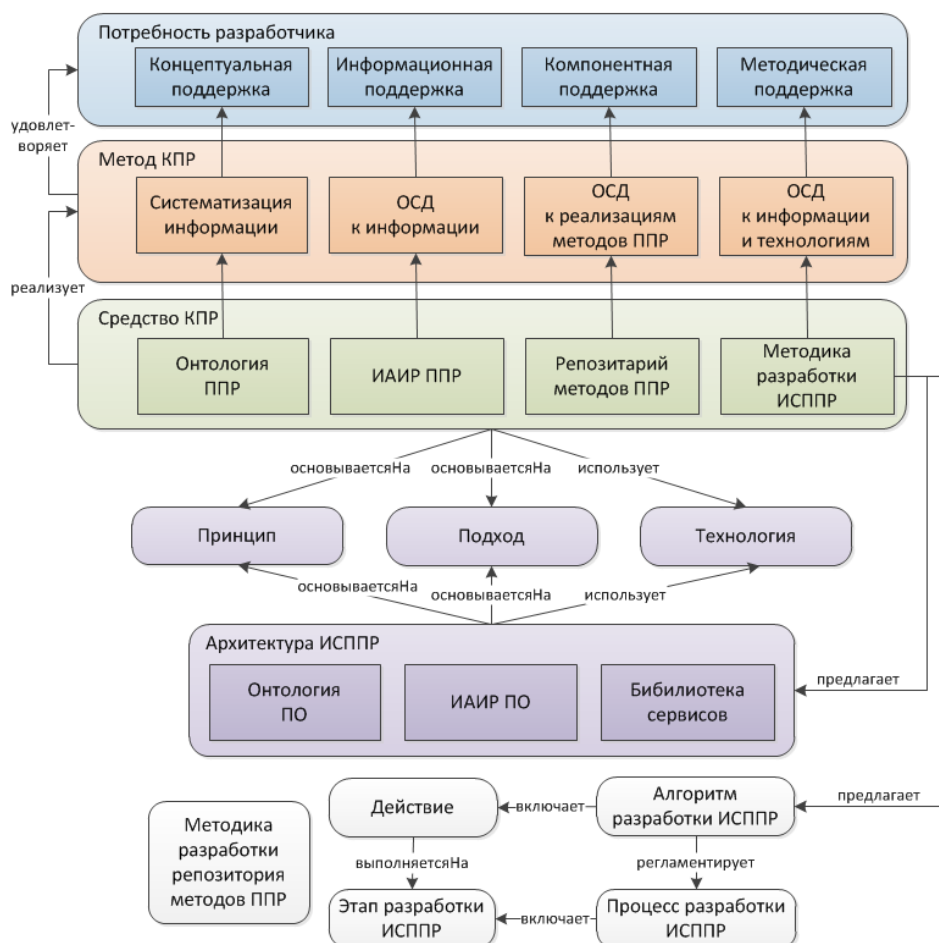 Потребность разработчика
Концептуальная
поддержка
Информационная
поддержка
Компонентная
поддержка
Методическая
поддержка
удовлет-
воряет
Метод КПР
Систематизация
информации
ОСД
к информации
ОСД
к реализациям
методов ППР
ОСД
к информации
и технологиям
реализует
Средство КПР
Онтология
ППР
ИАИР ППР
Репозитарий
методов ППР
Методика
разработки
ИСППР
основываетсяНа
основываетсяНа
использует
Принцип
Подход
Технология
основываетсяНа
основываетсяНа
использует
Архитектура ИСППР
Онтология
ПО
ИАИР ПО
Бибилиотека
сервисов
предлагает
Методика
разработки
репозитория
методов ППР
Действие
включает
Алгоритм
разработки ИСППР
предлагает
выполняетсяНа
регламентирует
Этап разработки
ИСППР
включает
Процесс разработки
ИСППР